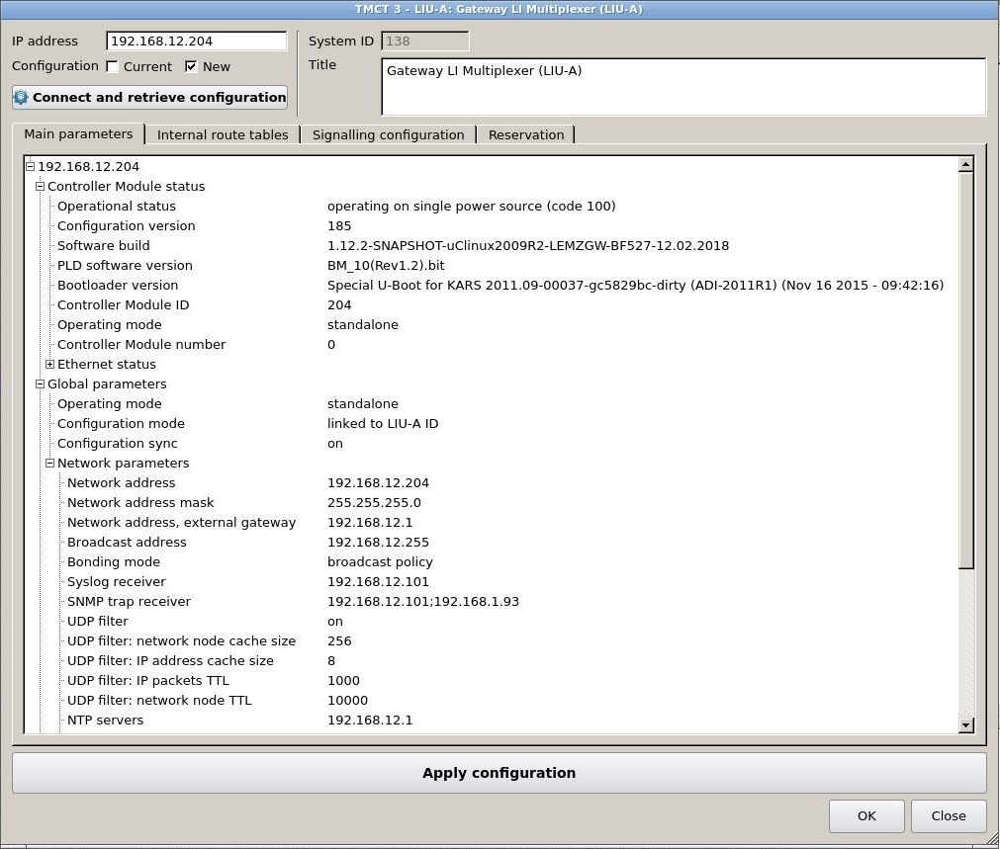 TMCT 3 - LIU-A: Gateway LI Multiplexer (LIU-A)
IP address 192.168.12.204 System ID 138
Configuration Current New Title Gateway LI Multiplexer (LIU-A)
Connect and retrieve configuration
Main parameters Internal route tables Signalling configuration Reservation
192.168.12.204
Controller Module status
Operational status operating on single power source (code 100)
Configuration version 185
Software build 1.12.2-SNAPSHOT-uClinux2009R2-LEMZGW-BF527-12.02.2018
PLD software version BM_10(Rev1.2).bit
Bootloader version Special U-Boot for KARS 2011.09-00037-gc5829bc-dirty (ADI-2011R1) (Nov 16 2015 - 09:42:16)
Controller Module ID 204
Operating mode standalone
Controller Module number 0
Ethernet status
Global parameters
Operating mode standalone
Configuration mode linked to LIU-A ID
Configuration sync on
Network parameters
Network address 192.168.12.204
Network address mask 255.255.255.0
Network address, external gateway 192.168.12.1
Broadcast address 192.168.12.255
Bonding mode broadcast policy
Syslog receiver 192.168.12.101
SNMP trap receiver 192.168.12.101;192.168.1.93
UDP filter on
UDP filter: network node cache size 256
UDP filter: IP address cache size 8
UDP filter: IP packets TTL 1000
UDP filter: network node TTL 10000
NTP servers 192.168.12.1
Apply configuration
OK Close